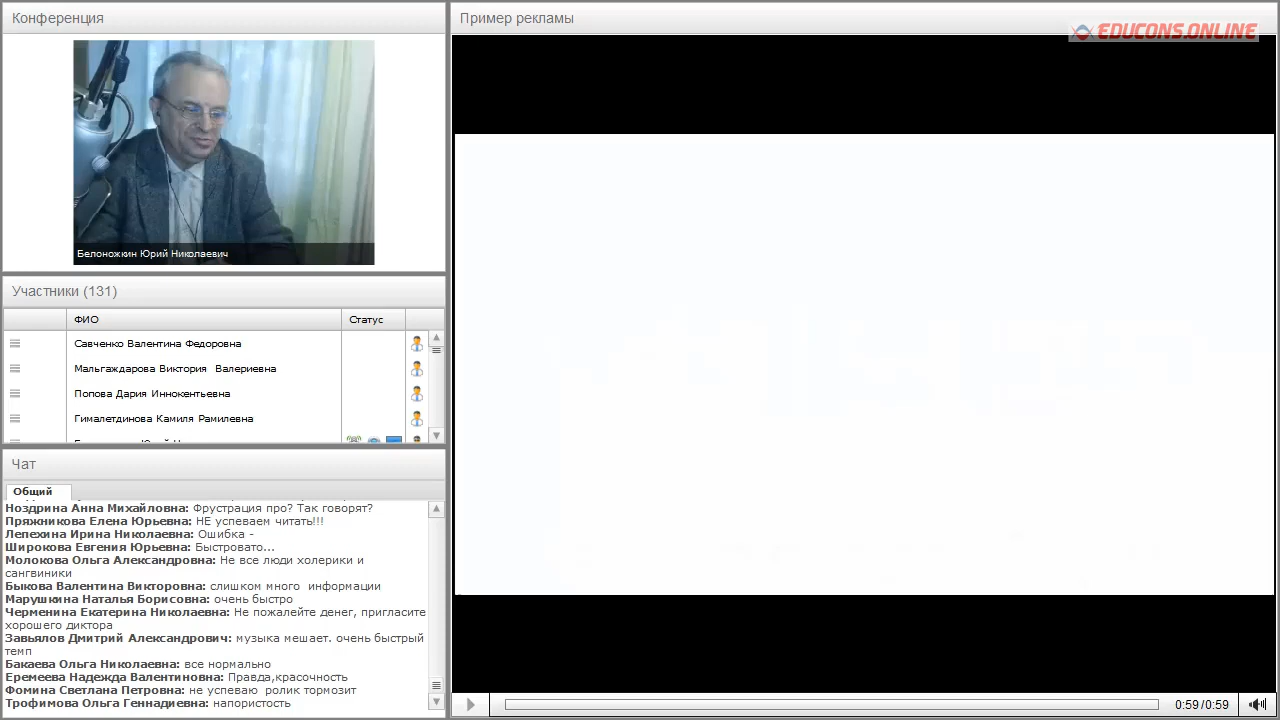 Конференция
Белоножкин Юрий Николаевич
Участники (131)
ФИО Статус
Савченко Валентина Федоровна
Мальгаждарова Виктория Валериевна
Попова Дария Иннокентьевна
Гималетдинова Камиля Рамилевна
Чат
Общий
Ноздрина Анна Михайловна: Фрустрация про? Так говорят?
Пряжникова Елена Юрьевна: НЕ успеваем читать!!!
Лепехина Ирина Николаевна: Ошибка -
Широкова Евгения Юрьевна: Быстровато...
Молокова Ольга Александровна: Не все люди холерики и
сангвиники
Быкова Валентина Викторовна: слишком много информации
Марушкина Наталья Борисовна: очень быстро
Черменина Екатерина Николаевна: Не пожалейте денег, пригласите
хорошего диктора
Завьялов Дмитрий Александрович: музыка мешает. очень быстрый
темп
Бакаева Ольга Николаевна: все нормально
Еремеева Надежда Валентиновна: Правда,красочность
Фомина Светлана Петровна: не успеваю ролик тормозит
Трофимова Ольга Геннадиевна: напористость
Пример рекламы
EDUCONS.ONLINE
0:59/0:59